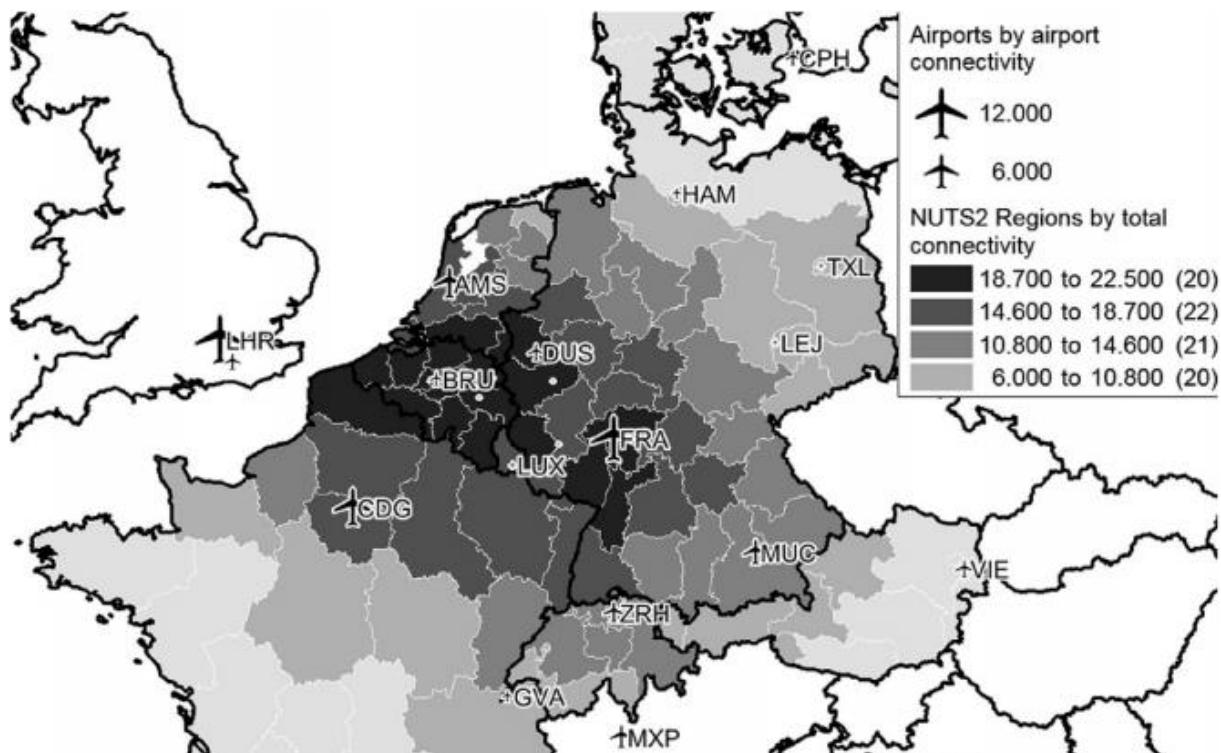 Airports by airport
connectivity
12.000
6.000
NUTS2 Regions by total
connectivity
18.700 to 22.500 (20)
14.600 to 18.700 (22)
10.800 to 14.600 (21)
6.000 to 10.800 (20)
CPH
HAM
TXL
AMS
LHR
DUS
LEJ
BRU
FRA
LUX
CDG
MUC
VIE
ZRH
GVA
MXP